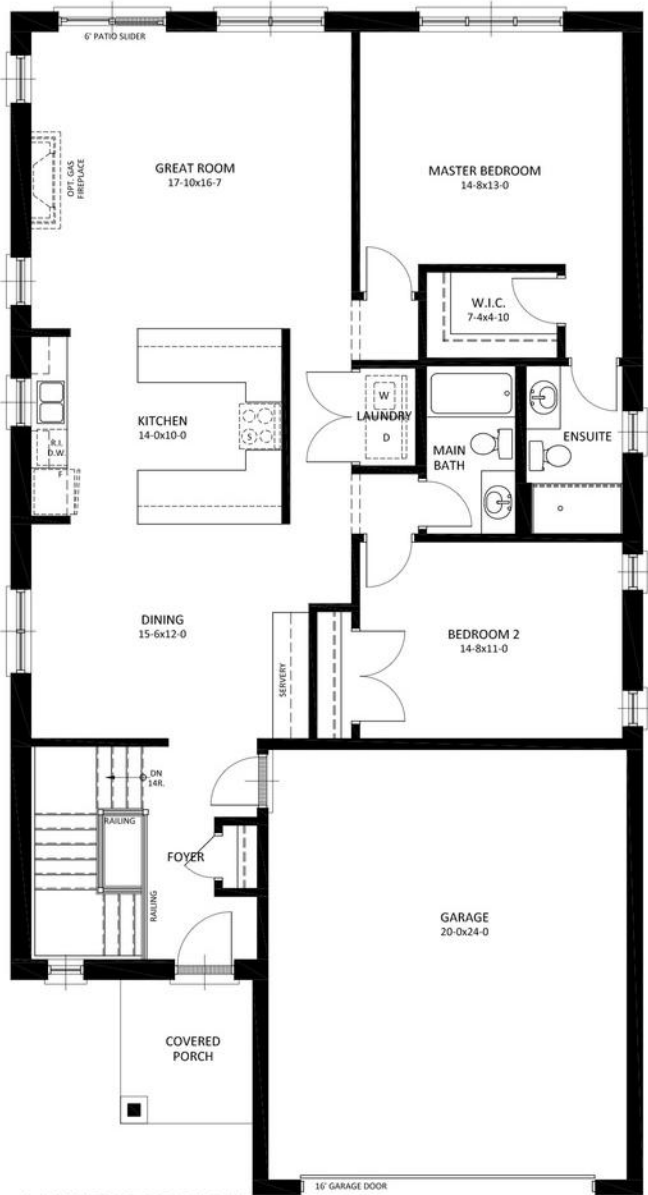 6' PATIO SLIDER
GREAT ROOM
17-10x16-7
OPT. GAS
FIREPLACE
MASTER BEDROOM
14-8x13-0
W.I.C.
7-4x4-10
KITCHEN
14-0x10-0
S
R.I.
D.W.
F
W
LAUNDRY
D
MAIN
BATH
ENSUITE
DINING
15-6x12-0
SERVERY
BEDROOM 2
14-8x11-0
DN
14R.
RAILING
RAILING
FOYER
GARAGE
20-0x24-0
COVERED
PORCH
16' GARAGE DOOR